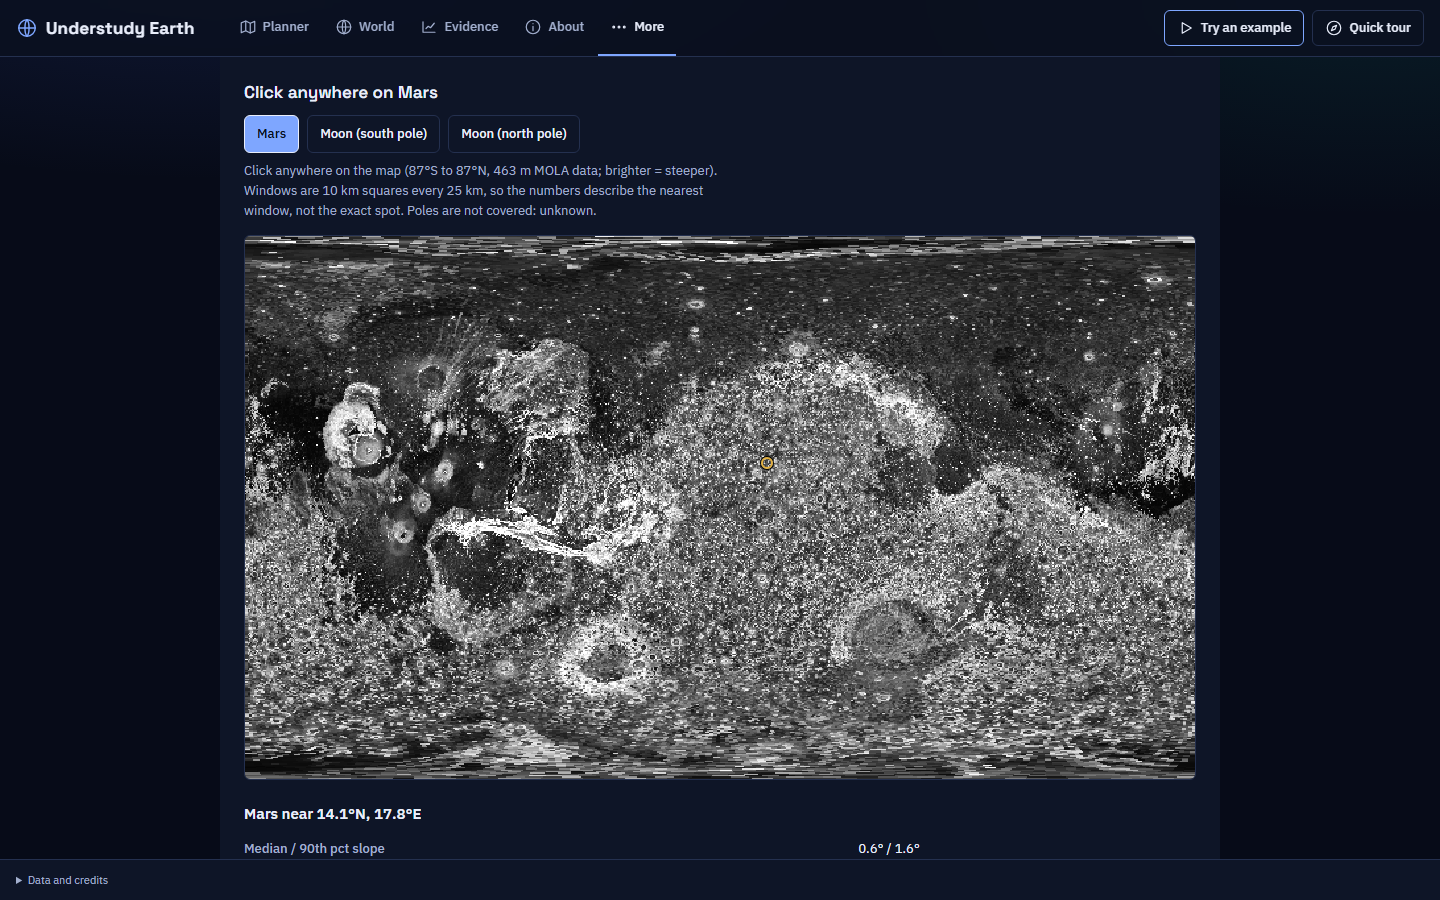 Understudy Earth
Planner
World
Evidence
About
More
Try an example
Quick tour
Click anywhere on Mars
Mars
Moon (south pole)
Moon (north pole)
Click anywhere on the map (87°S to 87°N, 463 m MOLA data; brighter = steeper).
Windows are 10 km squares every 25 km, so the numbers describe the nearest
window, not the exact spot. Poles are not covered: unknown.
Mars near 14.1°N, 17.8°E
Median / 90th pct slope 0.6° / 1.6°
Data and credits